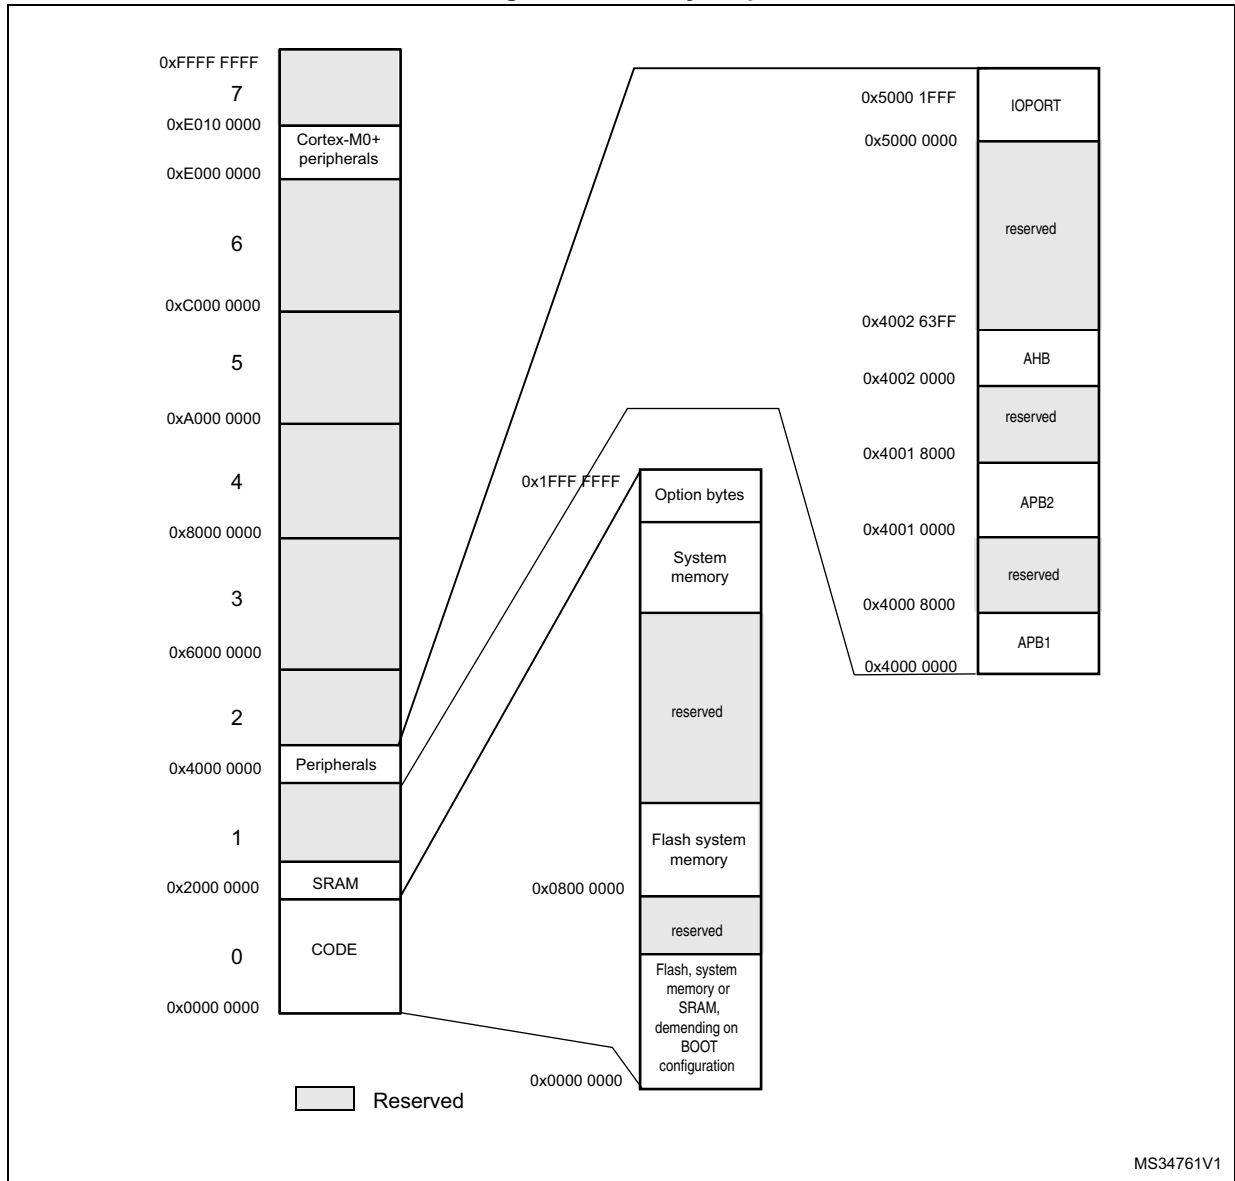 0xFFFF FFFF
7
0xE010 0000
Cortex-M0+
peripherals
0xE000 0000
6
0xC000 0000
5
0xA000 0000
4
0x8000 0000
3
0x6000 0000
2
0x4000 0000
Peripherals
1
0x2000 0000
SRAM
0
CODE
0x0000 0000
Reserved
0x1FFF FFFF
Option bytes
System
memory
reserved
Flash system
memory
0x0800 0000
reserved
Flash, system
memory or
SRAM,
demending on
BOOT
configuration
0x0000 0000
0x5000 1FFF
IOPORT
0x5000 0000
reserved
0x4002 63FF
AHB
0x4002 0000
reserved
0x4001 8000
APB2
0x4001 0000
reserved
0x4000 8000
APB1
0x4000 0000
MS34761V1